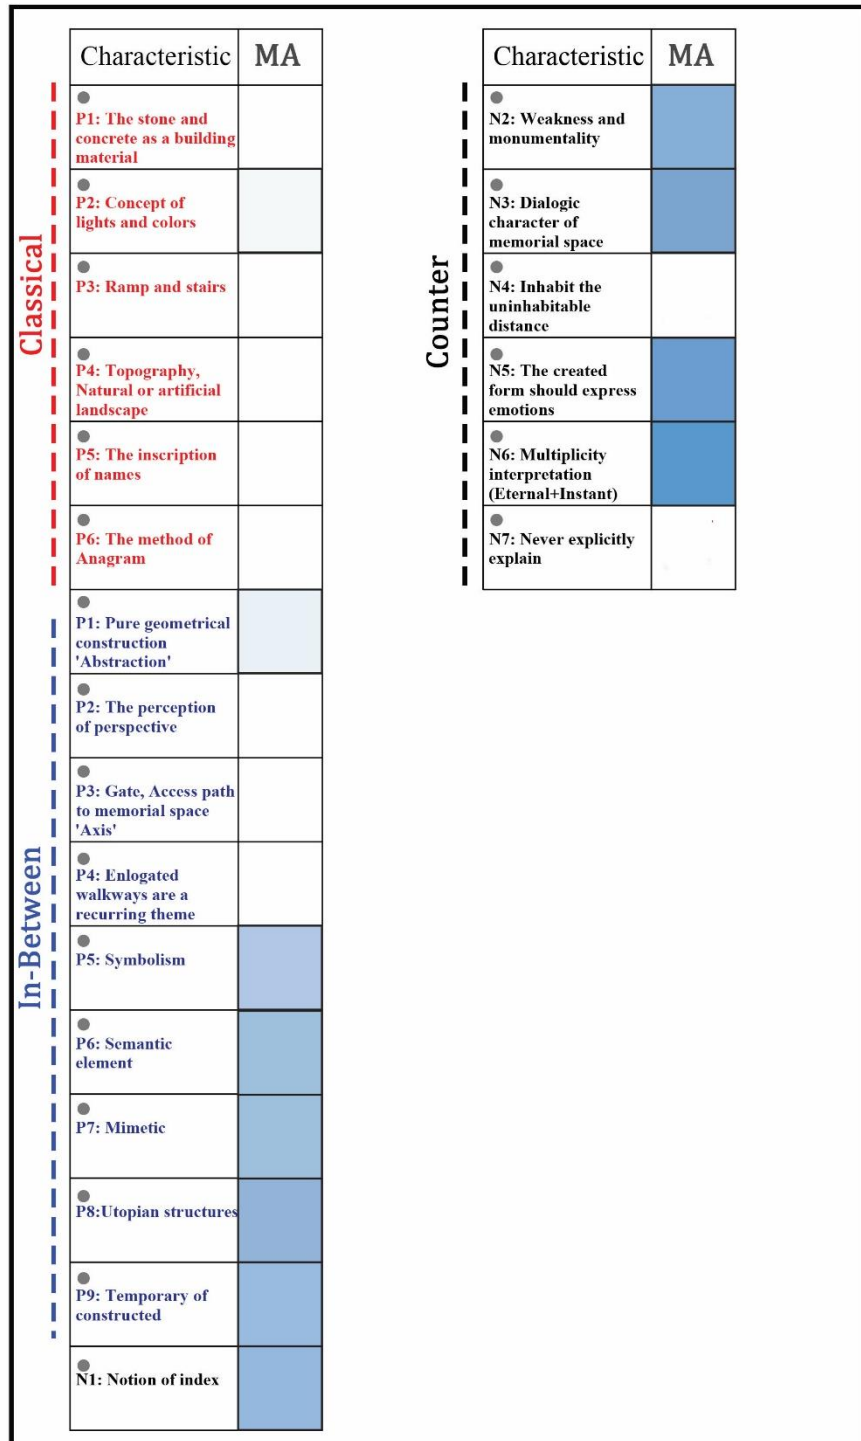 Characteristic MA
Classical
P1: The stone and
concrete as a building
material
P2: Concept of
lights and colors
P3: Ramp and stairs
P4: Topography,
Natural or artificial
landscape
P5: The inscription
of names
P6: The method of
Anagram
In-Between
P1: Pure geometrical
construction
'Abstraction'
P2: The perception
of perspective
P3: Gate, Access path
to memorial space
'Axis'
P4: Enlogated
walkways are a
recurring theme
P5: Symbolism
P6: Semantic
element
P7: Mimetic
P8:Utopian structures
P9: Temporary of
constructed
N1: Notion of index
Characteristic MA
Counter
N2: Weakness and
monumentality
N3: Dialogic
character of
memorial space
N4: Inhabit the
uninhabitable
distance
N5: The created
form should express
emotions
N6: Multiplicity
interpretation
(Eternal+Instant)
N7: Never explicitly
explain